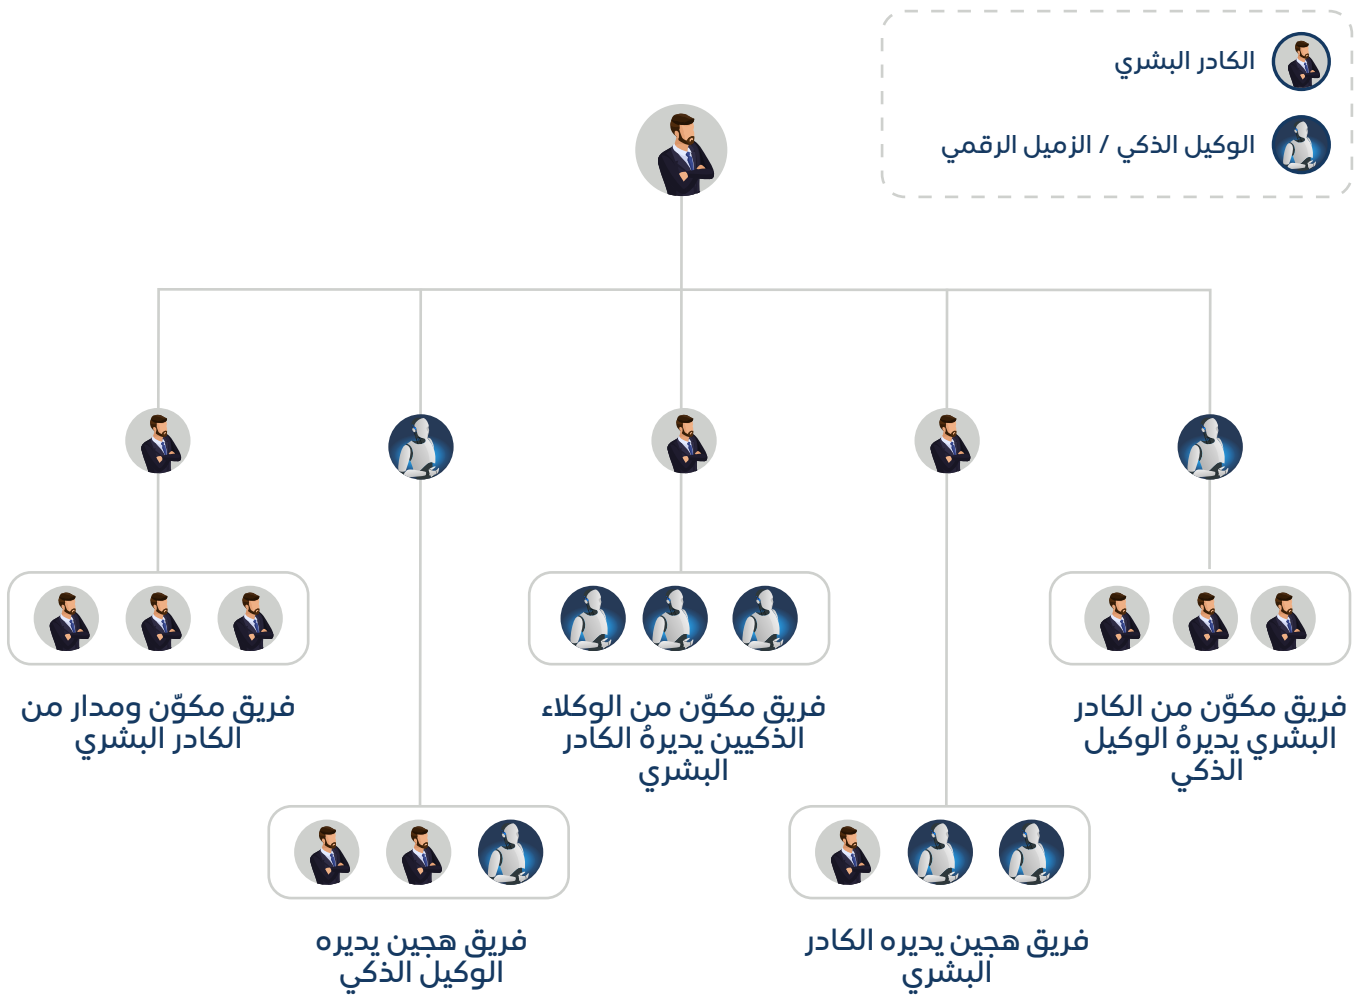 الكادر البشري
الوكيل الذكي / الزميل الرقمي
فريق مكوّن من الكادر
البشري يديرهُ الوكيل
الذكي
فريق مكوّن من الوكلاء
الذكيين يديرهُ الكادر
البشري
فريق مكوّن ومدار من
الكادر البشري
فريق هجين يديره الكادر
البشري
فريق هجين يديره
الوكيل الذكي